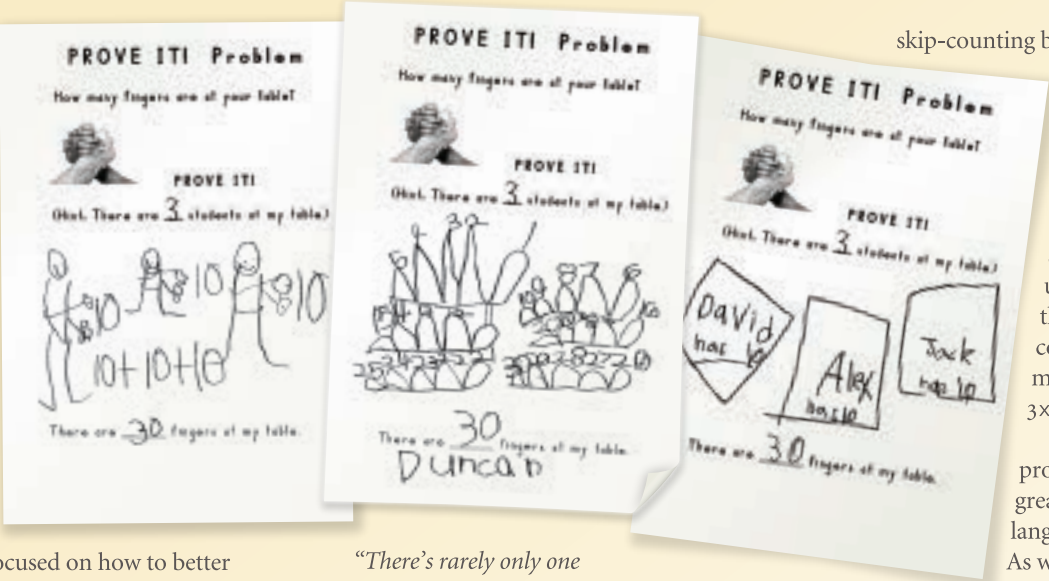 PROVE IT! Problem
How many fingers are at your table?
PROVE IT!
(Hint. There are 3 students at my table)
10
10
10
10+10+10
There are 30 fingers at my table.
PROVE IT! Problem
How many fingers are at your table?
PROVE IT!
(Hint. There are 3 students at my table)
There are 30 fingers at my table.
Duncan
PROVE IT! Problem
How many fingers are at your table?
PROVE IT!
(Hint. There are 3 students at my table)
David
has 10
Alex
has 10
Jack
has 10
There are 30 fingers at my table.
skip-counting b
3×
pro
grea
lang
As w
ocused on how to better
“There’s rarely only one